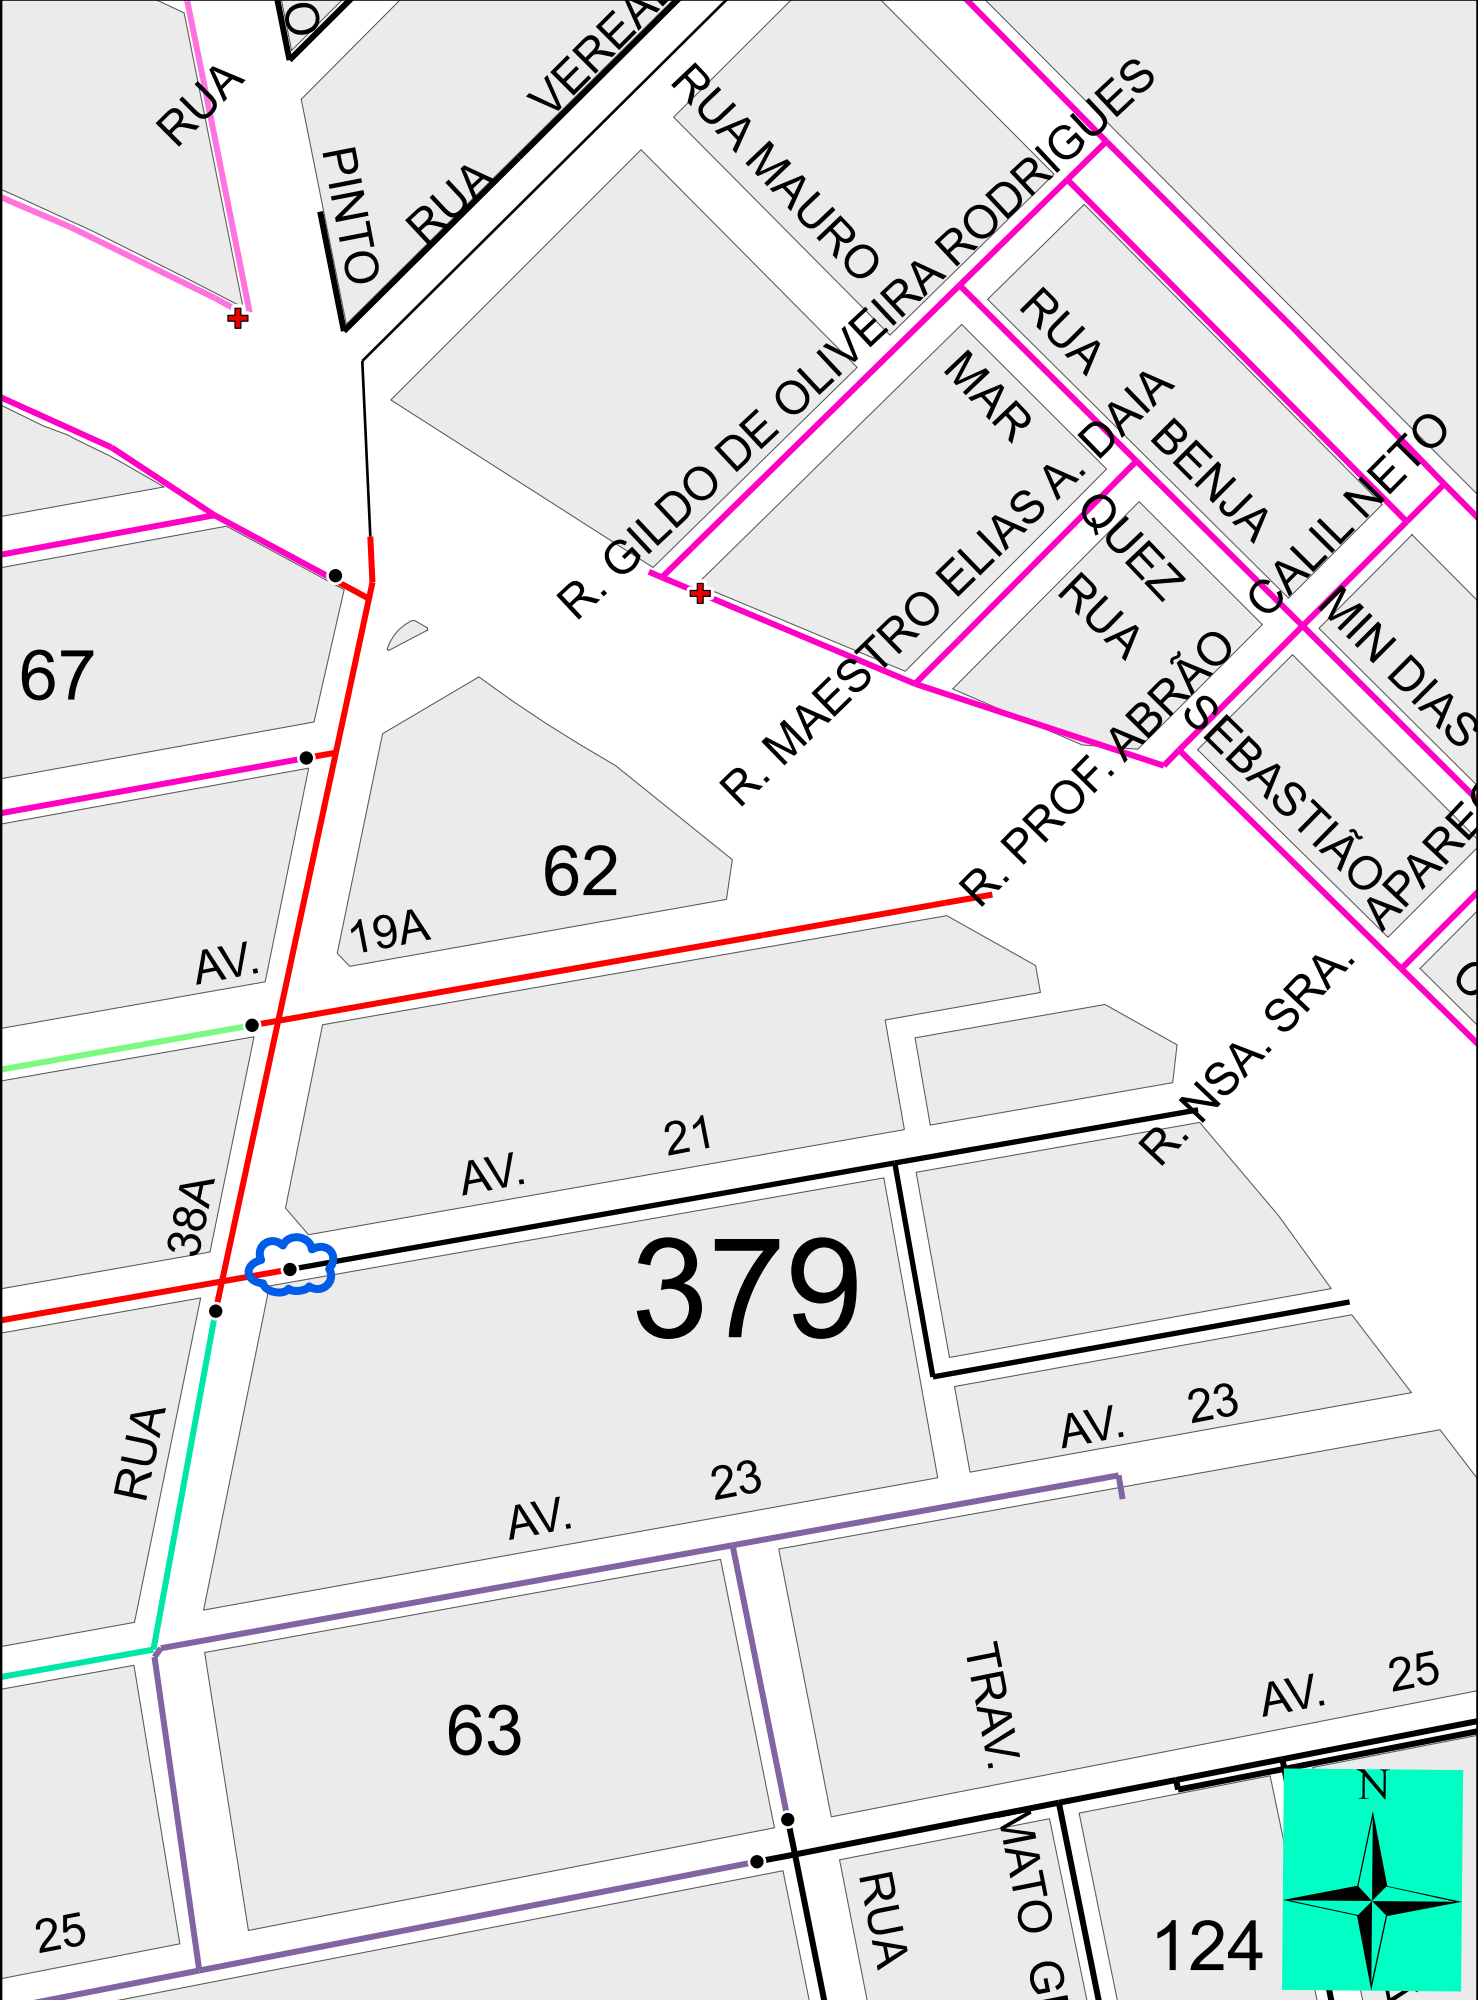 O
RUA
VEREA
PINTO
RUA
RUA MAURO
R. GILDO DE OLIVEIRA RODRIGUES
RUA
MAR
BENJA
QUEZ
MIN DIAS
RUA
R. MAESTRO ELIAS A. DAIA
R. PROF. ABRÃO CALIL NETO
SEBASTIÃO
R. NSA. SRA. APAREC
67
62
AV. 19A
38A
AV. 21
379
RUA
AV. 23
AV. 23
63
TRAV.
AV. 25
25
RUA
MATO
124
N